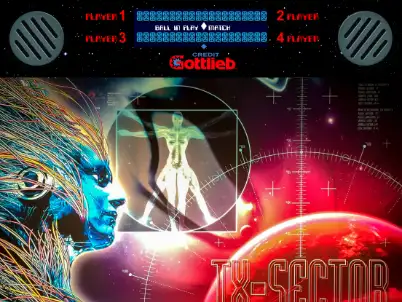 PLAYER 1
2 PLAYER
BALL IN PLAY MATCH
PLAYER 3
4 PLAYER
CREDIT
Gottlieb
TX-SECTOR